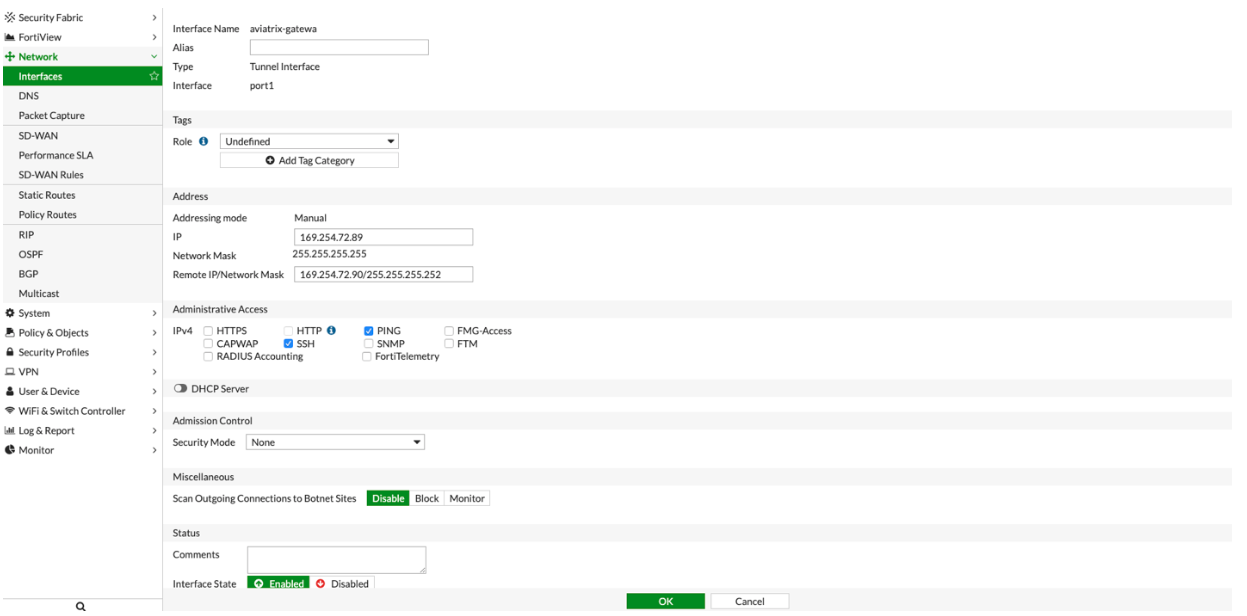 Security Fabric
FortiView
Network
Interfaces
DNS
Packet Capture
SD-WAN
Performance SLA
SD-WAN Rules
Static Routes
Policy Routes
RIP
OSPF
BGP
Multicast
System
Policy & Objects
Security Profiles
VPN
User & Device
WiFi & Switch Controller
Log & Report
Monitor
Interface Name aviatrix-gatewa
Alias
Type Tunnel Interface
Interface port1
Tags
Role Undefined
Add Tag Category
Address
Addressing mode Manual
IP 169.254.72.89
Network Mask 255.255.255.255
Remote IP/Network Mask 169.254.72.90/255.255.255.252
Administrative Access
IPv4 HTTPS HTTP PING FMG-Access
CAPWAP SSH SNMP FTM
RADIUS Accounting FortiTelemetry
DHCP Server
Admission Control
Security Mode None
Miscellaneous
Scan Outgoing Connections to Botnet Sites Disable Block Monitor
Status
Comments
Interface State Enabled Disabled
OK Cancel